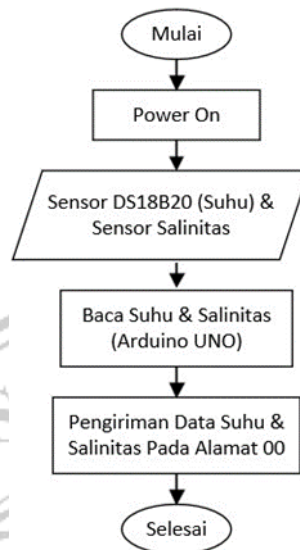 Mulai
Power On
Sensor DS18B20 (Suhu) &
Sensor Salinitas
Baca Suhu & Salinitas
(Arduino UNO)
Pengiriman Data Suhu &
Salinitas Pada Alamat 00
Selesai